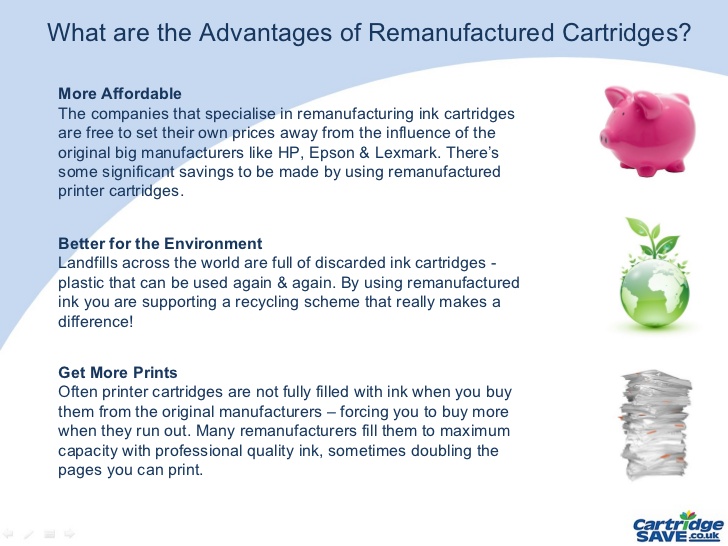 What are the Advantages of Remanufactured Cartridges?
More Affordable
The companies that specialise in remanufacturing ink cartridges
are free to set their own prices away from the influence of the
original big manufacturers like HP, Epson & Lexmark. There’s
some significant savings to be made by using remanufactured
printer cartridges.
Better for the Environment
Landfills across the world are full of discarded ink cartridges -
plastic that can be used again & again. By using remanufactured
ink you are supporting a recycling scheme that really makes a
difference!
Get More Prints
Often printer cartridges are not fully filled with ink when you buy
them from the original manufacturers – forcing you to buy more
when they run out. Many remanufacturers fill them to maximum
capacity with professional quality ink, sometimes doubling the
pages you can print.
Cartridge
SAVE.co.uk